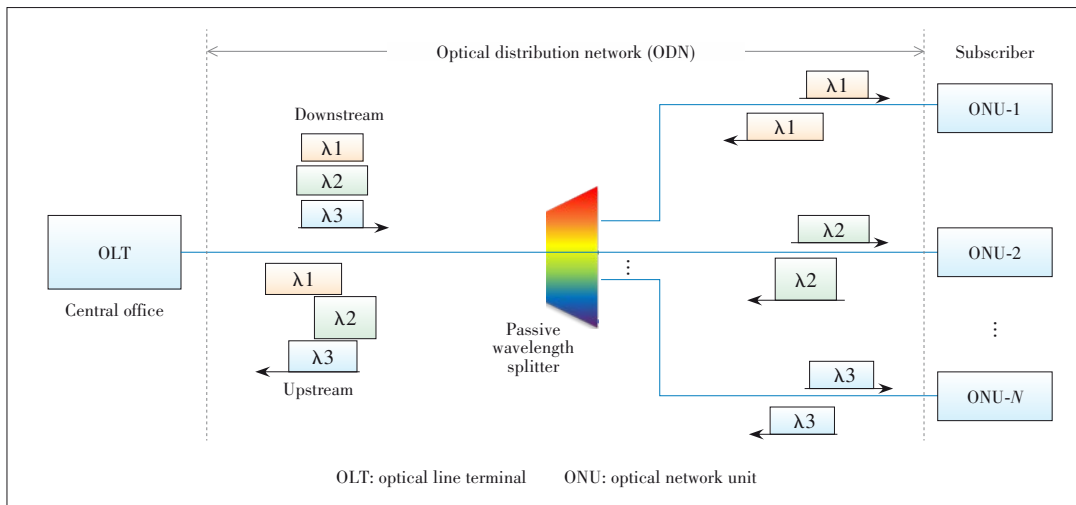 Optical distribution network (ODN)
Subscriber
λ1
ONU-1
Downstream
λ1
λ1
λ2
λ3
λ2
OLT
ONU-2
λ1
λ2
Central office
λ2
⋮
⋮
Passive
wavelength
splitter
λ3
λ3
Upstream
ONU-N
λ3
OLT: optical line terminal ONU: optical network unit